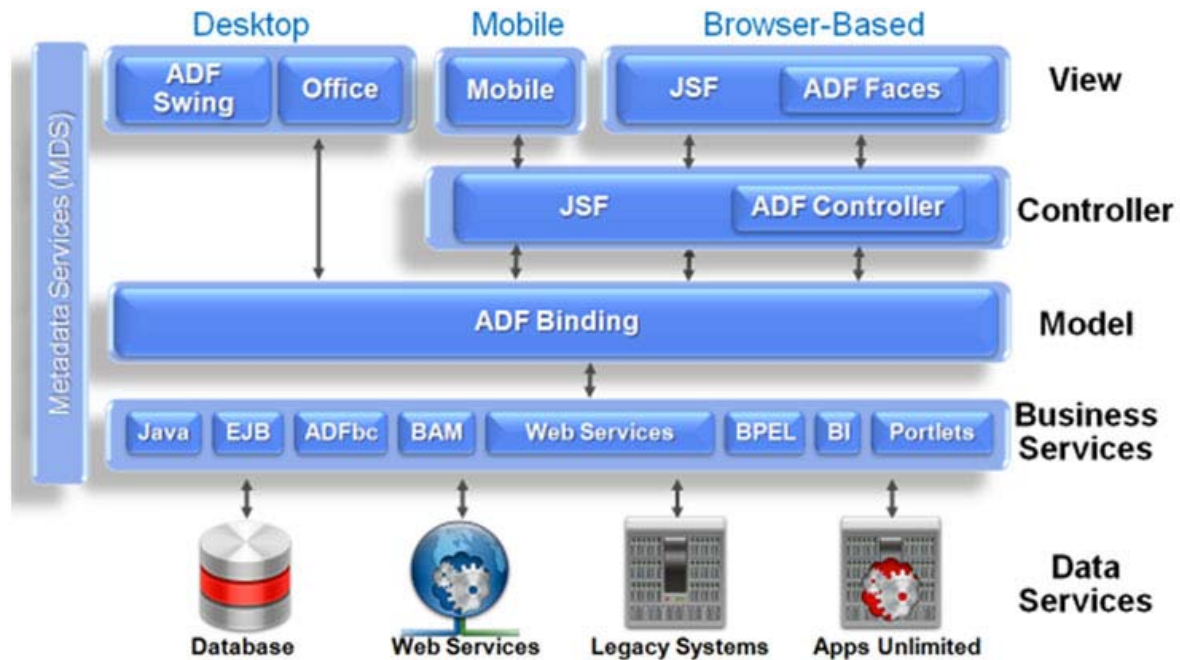 Desktop
Mobile
Browser-Based
Metadata Services (MDS)
ADF
Swing
Office
Mobile
JSF
ADF Faces
View
JSF
ADF Controller
Controller
ADF Binding
Model
Java
EJB
ADFbc
BAM
Web Services
BPEL
BI
Portlets
Business
Services
Database
Web Services
Legacy Systems
Apps Unlimited
Data
Services